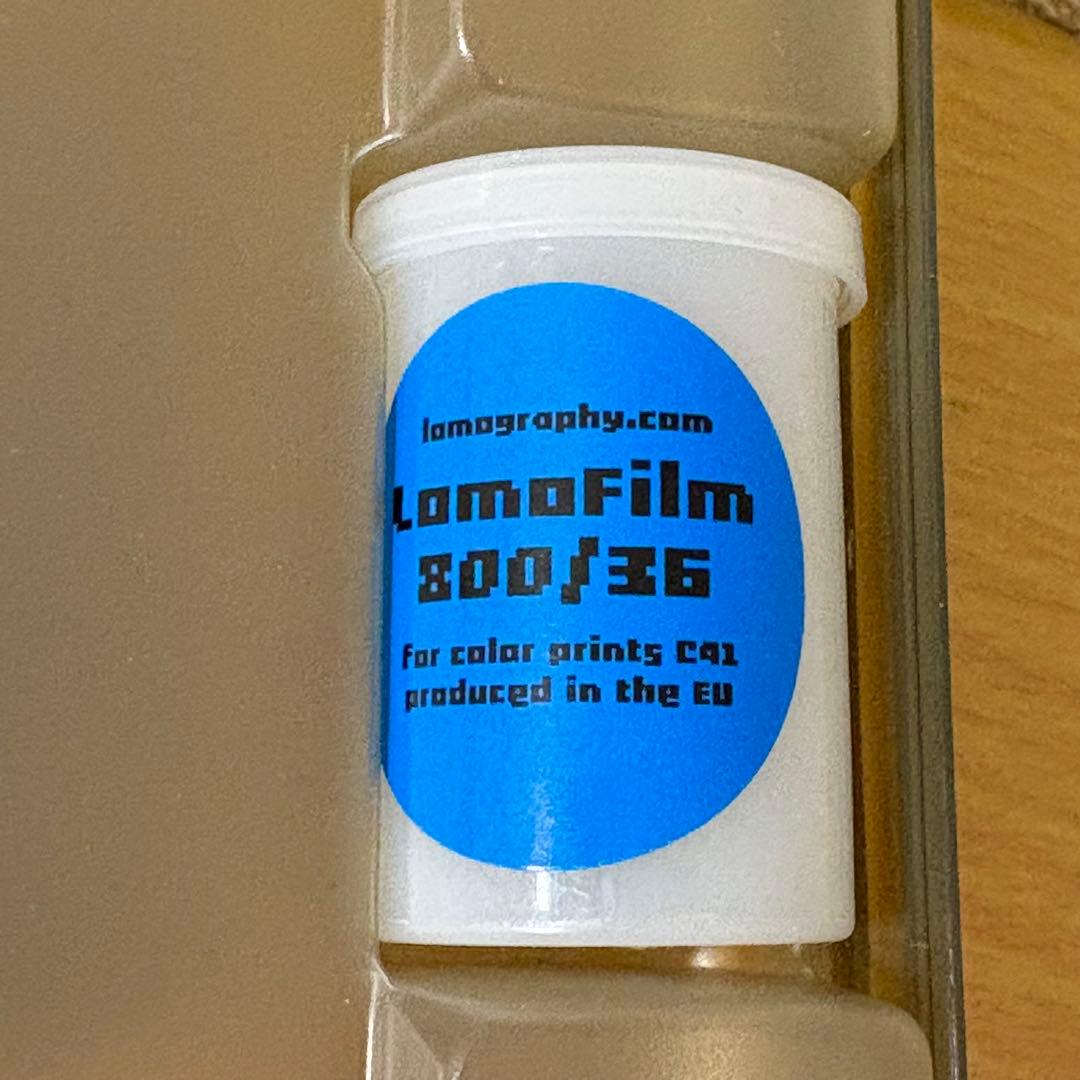 lomography.com
LomoFilm
800/36
For color prints C41
produced in the EU